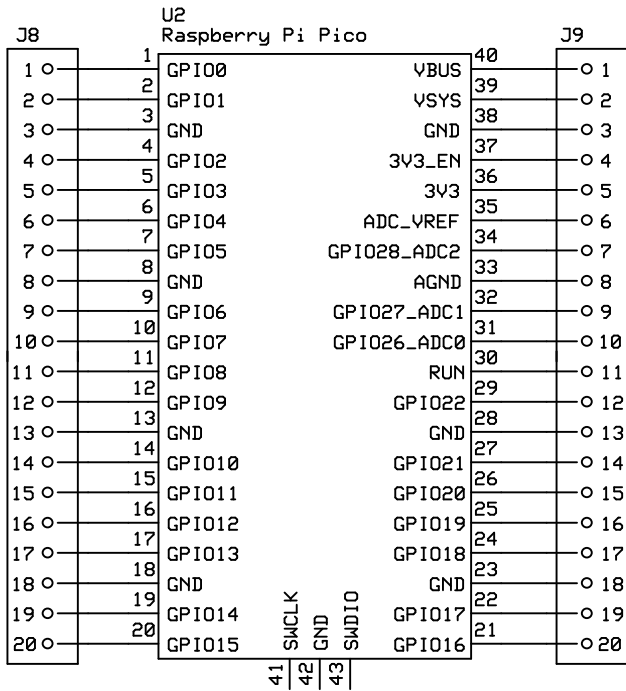 U2
J8 Raspberry Pi Pico J9
1 1 GPIO0 VBUS 40 1
2 2 GPIO1 VSYS 39 2
3 3 GND GND 38 3
4 4 GPIO2 3V3_EN 37 4
5 5 GPIO3 3V3 36 5
6 6 GPIO4 ADC_VREF 35 6
7 7 GPIO5 GPIO28_ADC2 34 7
8 8 GND AGND 33 8
9 9 GPIO6 GPIO27_ADC1 32 9
10 10 GPIO7 GPIO26_ADC0 31 10
11 11 GPIO8 RUN 30 11
12 12 GPIO9 GPIO22 29 12
13 13 GND GND 28 13
14 14 GPIO10 GPIO21 27 14
15 15 GPIO11 GPIO20 26 15
16 16 GPIO12 GPIO19 25 16
17 17 GPIO13 GPIO18 24 17
18 18 GND GND 23 18
19 19 GPIO14 GPIO17 22 19
20 20 GPIO15 GPIO16 21 20
SWCLK GND SWDIO
41 42 43